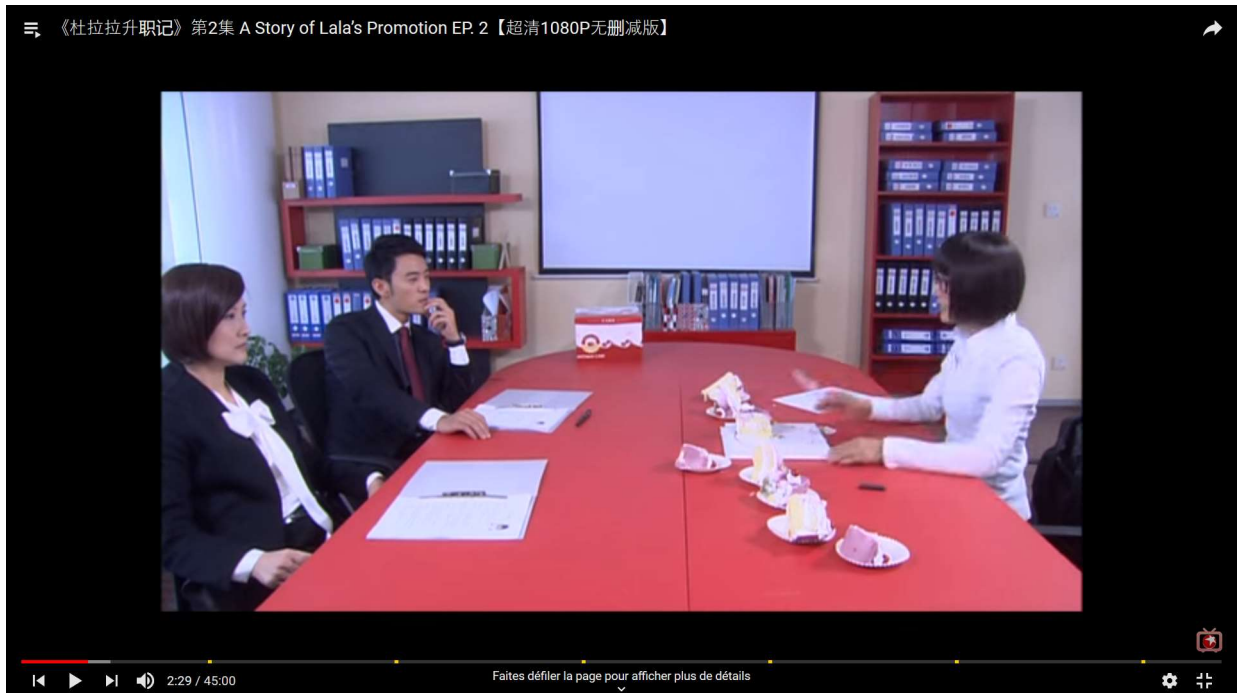 《杜拉拉升职记》第2集 A Story of Lala’s Promotion EP. 2【超清1080P无删减版】
2:29 / 45:00
Faites défiler la page pour afficher plus de détails